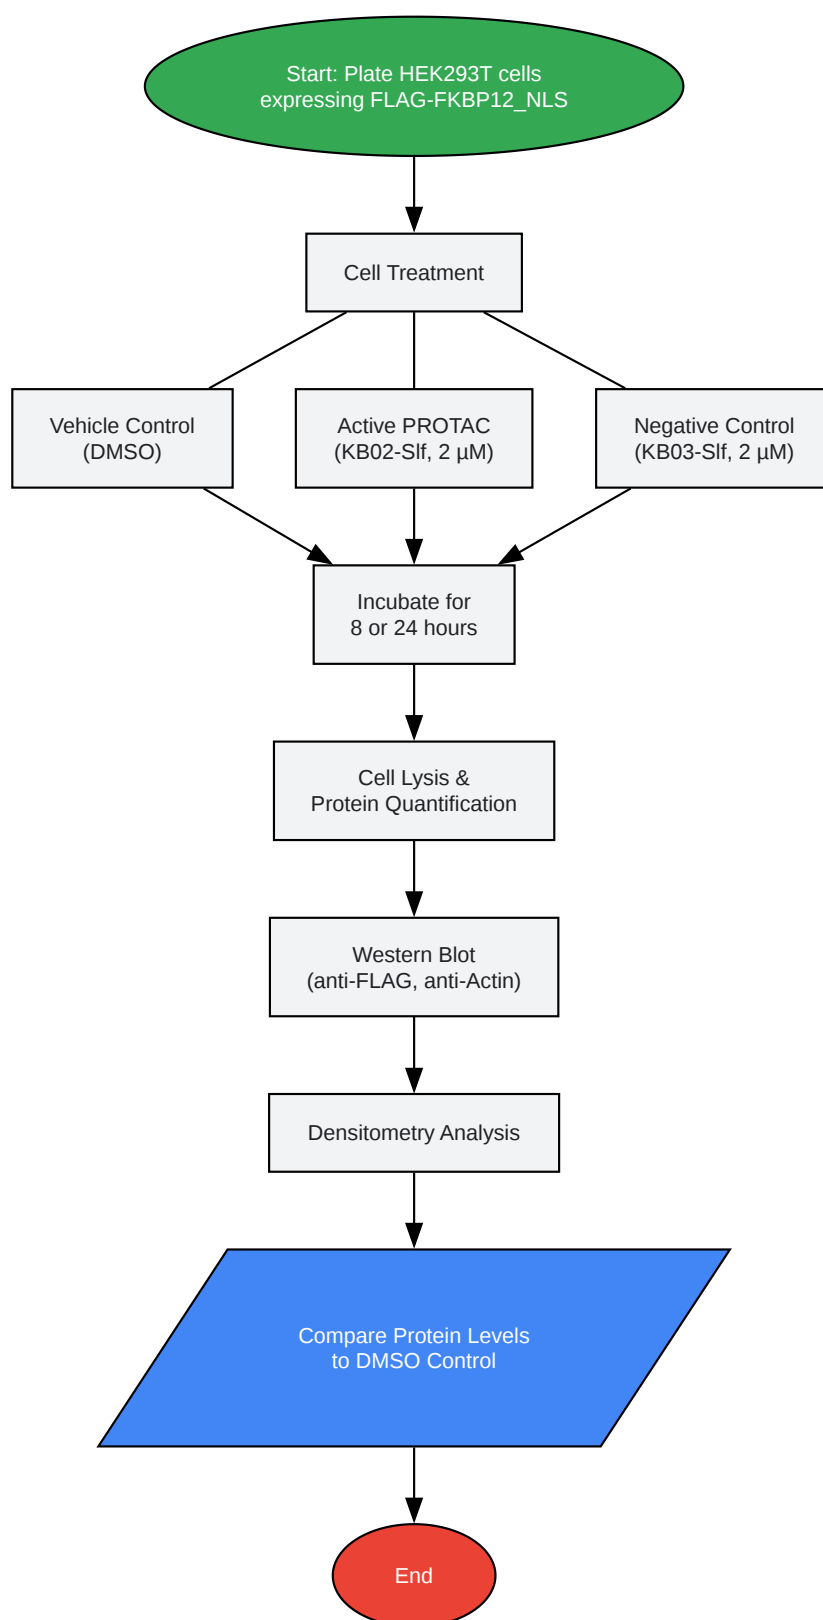 Start: Plate HEK293T cells
expressing FLAG-FKBP12_NLS
Cell Treatment
Vehicle Control
(DMSO)
Active PROTAC
(KB02-Slf, 2 µM)
Negative Control
(KB03-Slf, 2 µM)
Incubate for
8 or 24 hours
Cell Lysis &
Protein Quantification
Western Blot
(anti-FLAG, anti-Actin)
Densitometry Analysis
Compare Protein Levels
to DMSO Control
End